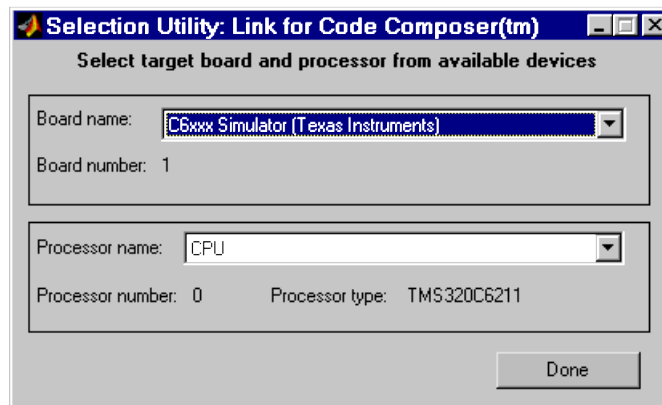 Selection Utility: Link for Code Composer(tm)
Select target board and processor from available devices
Board name: C6xxx Simulator (Texas Instruments)
Board number: 1
Processor name: CPU
Processor number: 0 Processor type: TMS320C6211
Done